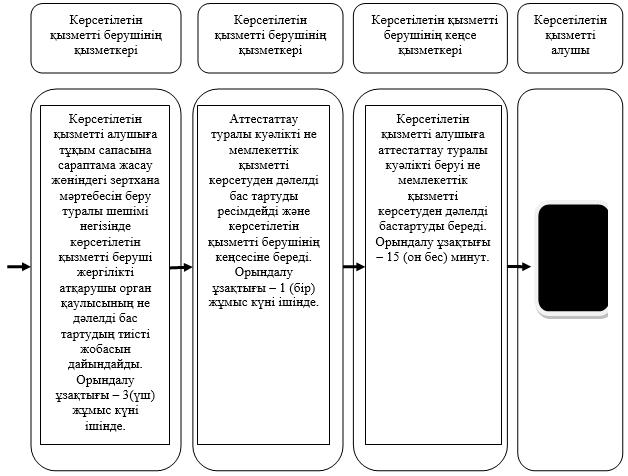 Көрсетілетін
қызметті берушінің
қызметкері
Көрсетілетін
қызметті берушінің
қызметкері
Көрсетілетін қызметті
берушінің кеңсе
қызметкері
Көрсетілетін
қызметті
алушы
Көрсетілетін
қызметті алушыға
тұқым сапасына
сараптама жасау
жөніндегі зертхана
мәртебесін беру
туралы шешімі
негізінде
көрсетілетін
қызметті беруші
жергілікті
атқарушы орган
қаулысының не
дәлелді бас
тартудың тиісті
жобасын
дайындайды.
Орындалу
ұзақтығы – 3(үш)
жұмыс күні
ішінде.
Аттестаттау
туралы куәлікті не
мемлекеттік
қызметті
көрсетуден дәлелді
бас тартуды
ресімдейді және
көрсетілетін
қызметті берушінің
кеңсесіне береді.
Орындалу
ұзақтығы – 1 (бір)
жұмыс күні ішінде.
Көрсетілетін
қызметті алушыға
аттестаттау туралы
куәлікті беруі не
мемлекеттік
қызметті
көрсетуден дәлелді
бастартуды береді.
Орындалу ұзақтығы
– 15 (он бес) минут.